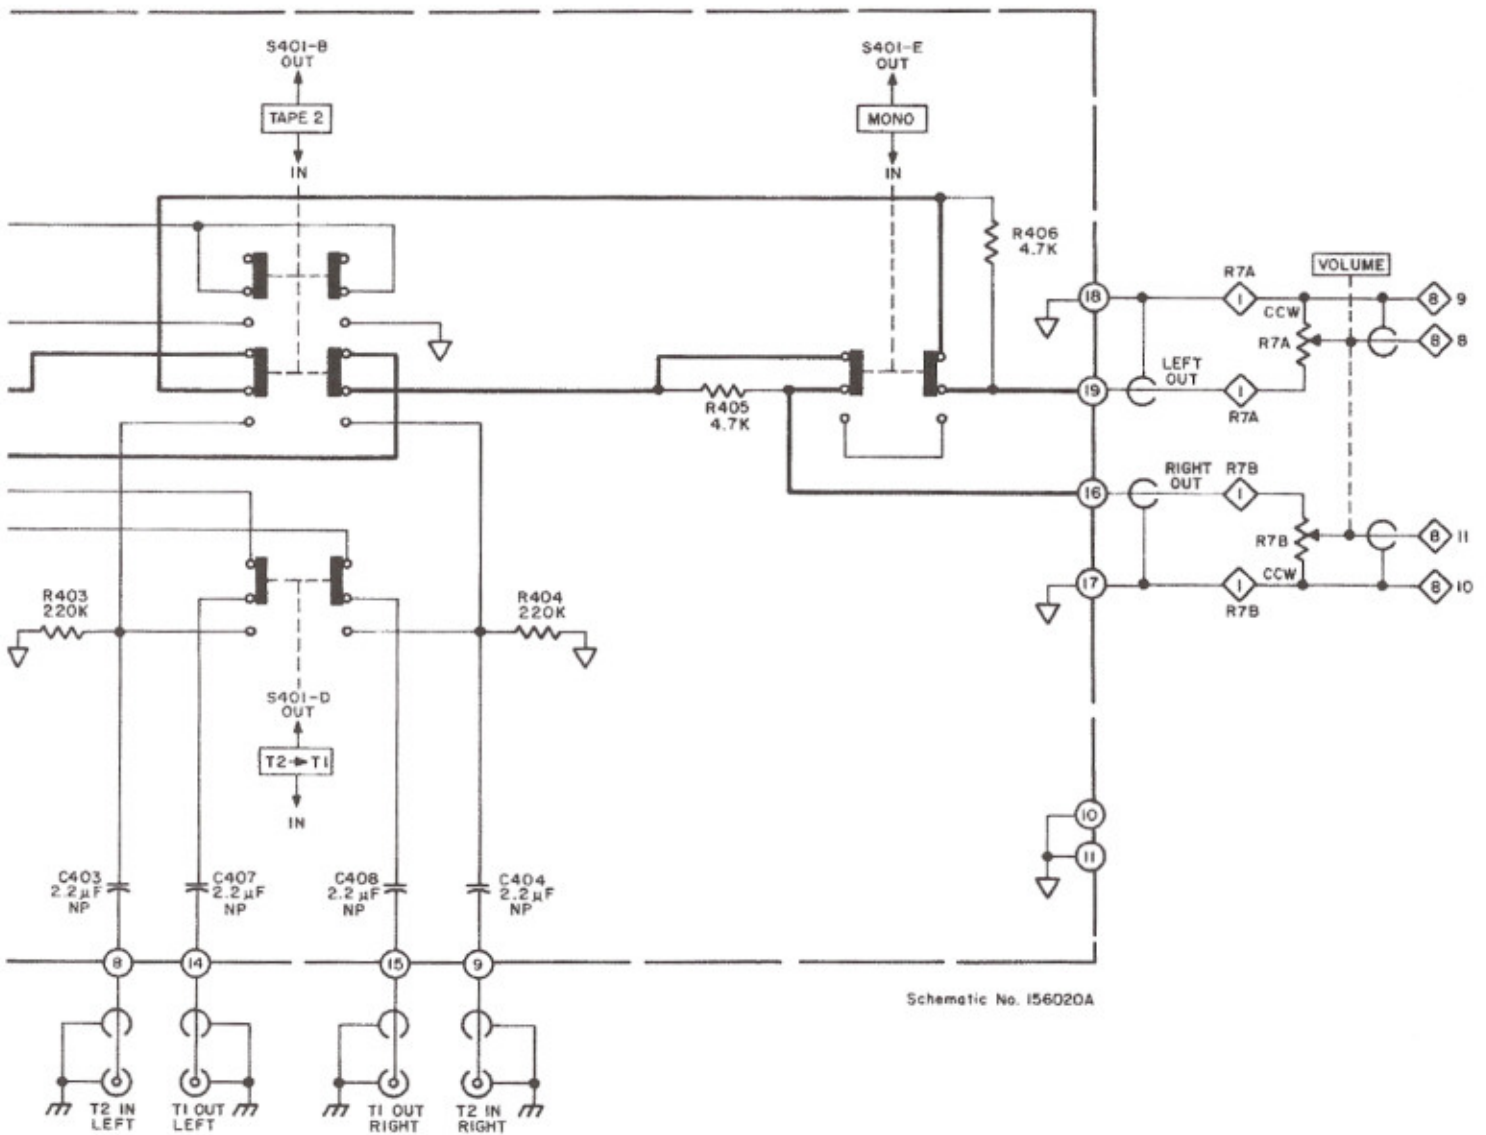 S401-B
OUT
TAPE 2
IN
S401-E
OUT
MONO
IN
R406
4.7K
18
R7A
1
CCW
VOLUME
8 9
R7A
8 8
LEFT
OUT
19
1
R7A
R405
4.7K
RIGHT
OUT
R7B
16
1
R7B
8 11
CCW
17
1
R7B
8 10
R403
220K
R404
220K
S401-D
OUT
T2 T1
IN
10
11
C403
2.2µF
NP
C407
2.2µF
NP
C408
2.2µF
NP
C404
2.2µF
NP
8
14
15
9
Schematic No. 156020A
T2 IN
LEFT
T1 OUT
LEFT
T1 OUT
RIGHT
T2 IN
RIGHT